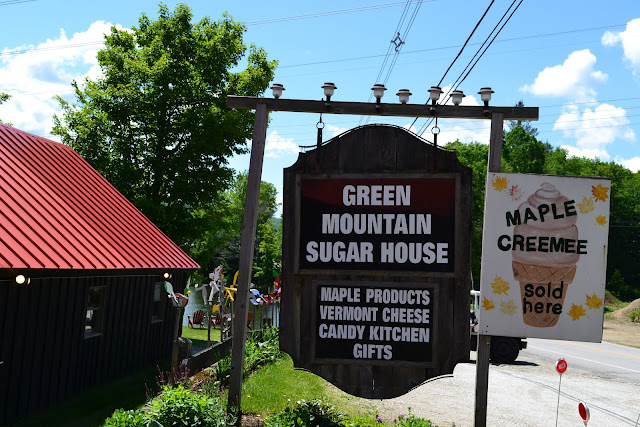 GREEN
MOUNTAIN
SUGAR HOUSE
MAPLE PRODUCTS
VERMONT CHEESE
CANDY KITCHEN
GIFTS
MAPLE
CREEMEE
sold
here